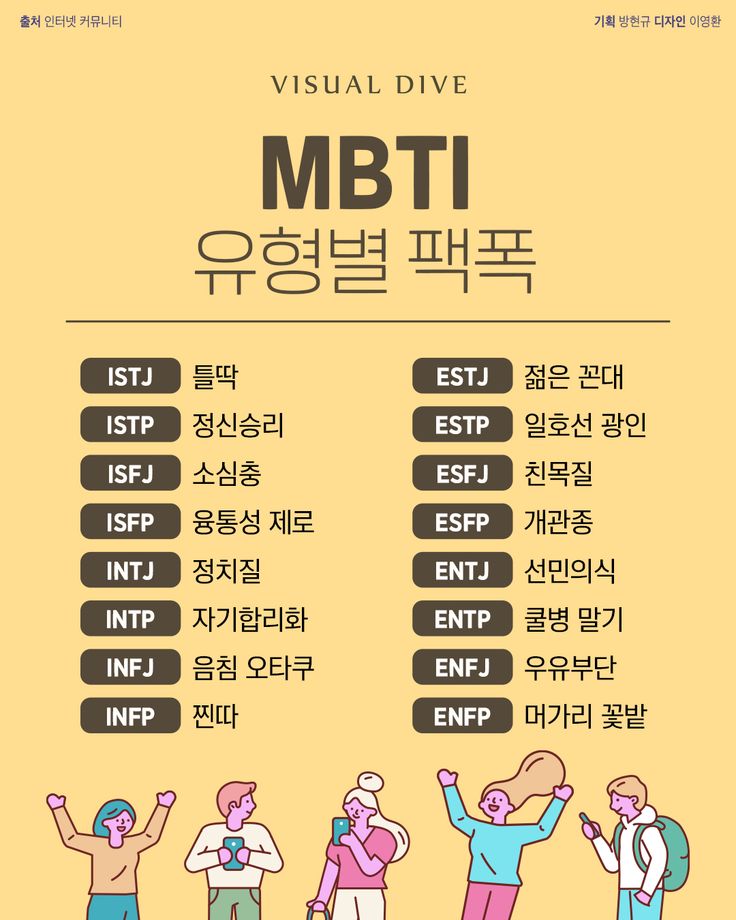 출처 인터넷 커뮤니티
기획 방현규 디자인 이영환
VISUAL DIVE
MBTI
유형별 팩폭
ISTJ 틀딱
ISTP 정신승리
ISFJ 소심충
ISFP 융통성 제로
INTJ 정치질
INTP 자기합리화
INFJ 음침 오타쿠
INFP 찐따
ESTJ 젊은 꼰대
ESTP 일호선 광인
ESFJ 친목질
ESFP 개관종
ENTJ 선민의식
ENTP 쿨병 말기
ENFJ 우유부단
ENFP 머가리 꽃밭